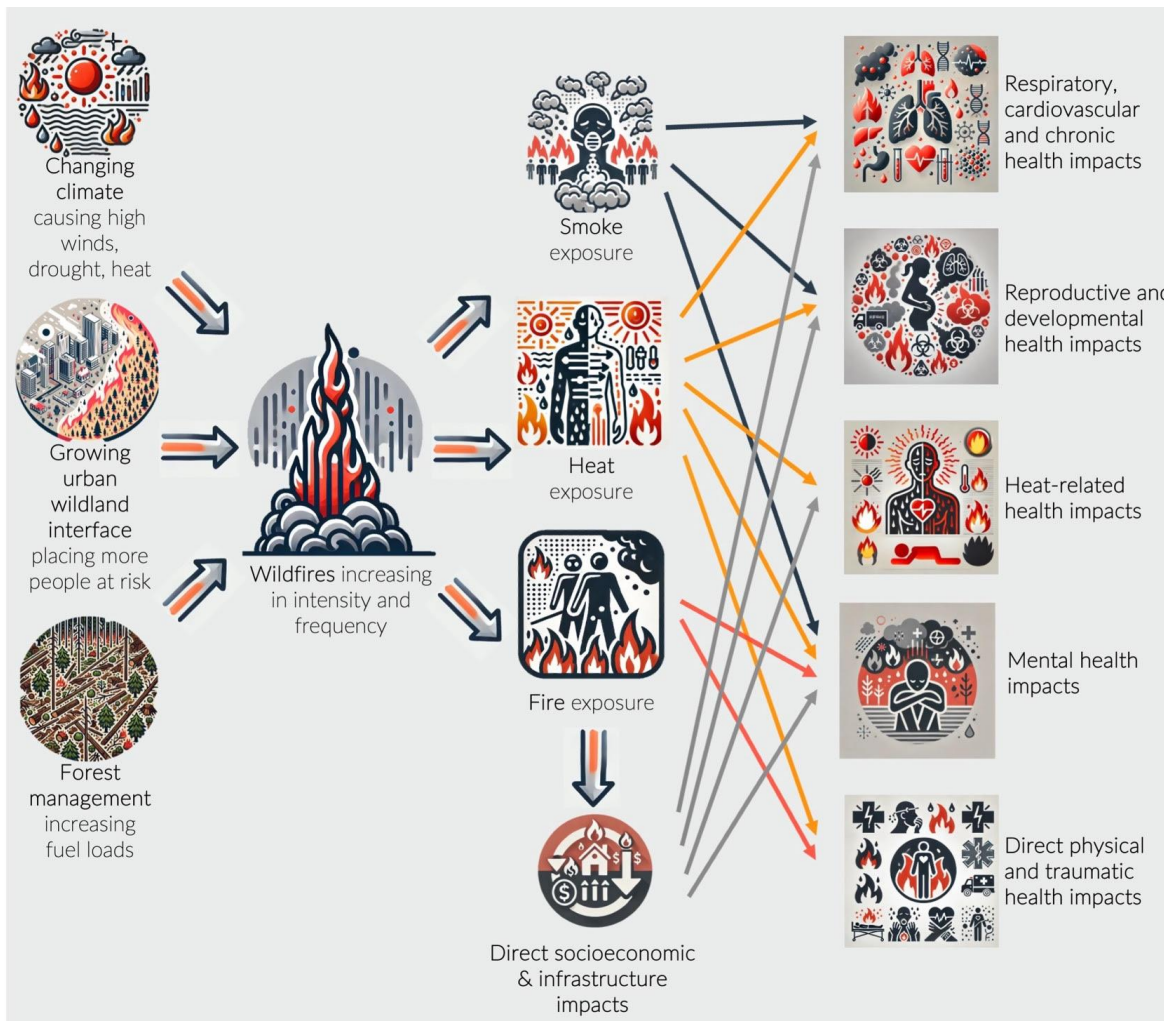 Changing
climate
causing high
winds,
drought, heat
Growing
urban
wildland
interface
placing more
people at risk
Forest
management
increasing
fuel loads
Wildfires increasing
in intensity and
frequency
Smoke
exposure
Heat
exposure
Fire exposure
Direct socioeconomic
& infrastructure
impacts
Respiratory,
cardiovascular
and chronic
health impacts
Reproductive and
developmental
health impacts
Heat-related
health impacts
Mental health
impacts
Direct physical
and traumatic
health impacts